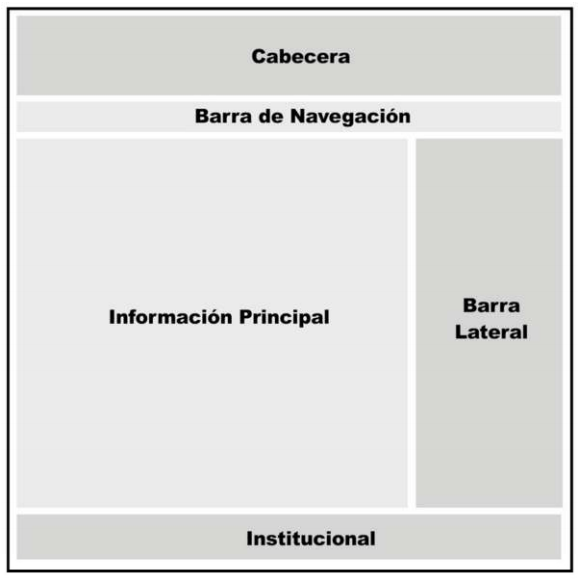 Cabecera
Barra de Navegación
Información Principal
Barra
Lateral
Institucional